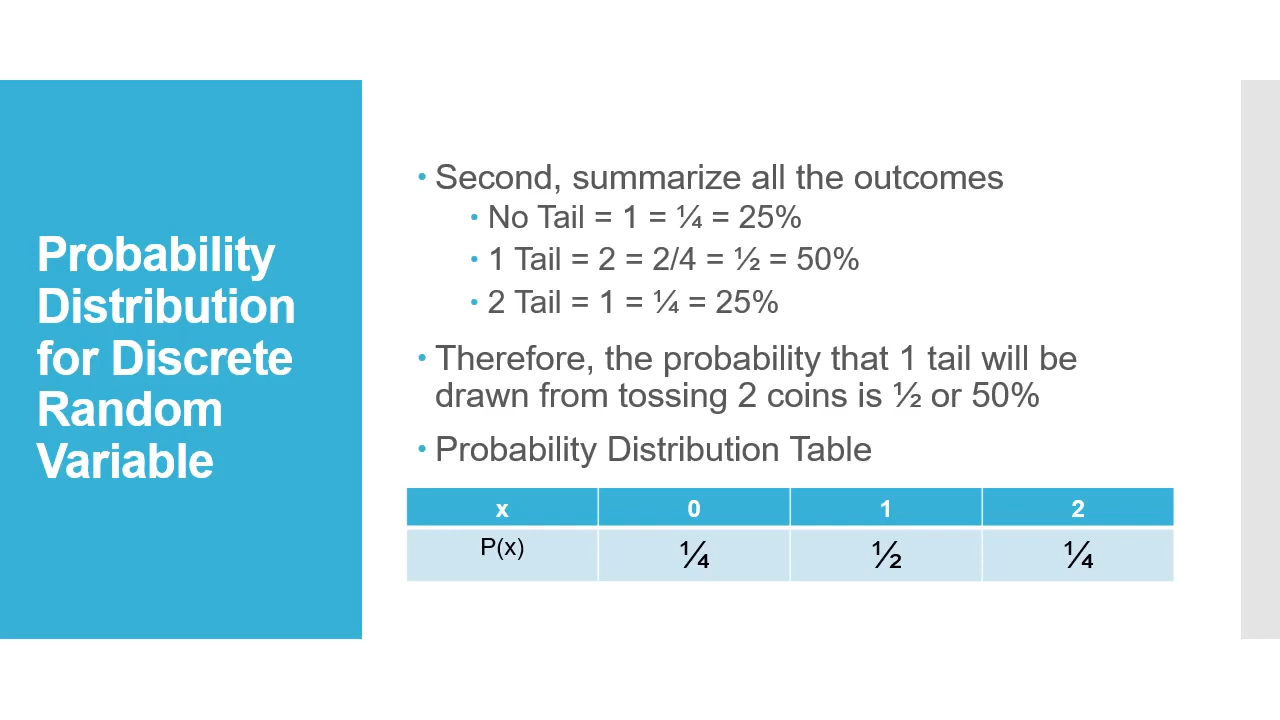 Probability
Distribution
for Discrete
Random
Variable
• Second, summarize all the outcomes
• No Tail = 1 = ¼ = 25%
• 1 Tail = 2 = 2/4 = ½ = 50%
• 2 Tail = 1 = ¼ = 25%
• Therefore, the probability that 1 tail will be
drawn from tossing 2 coins is ½ or 50%
• Probability Distribution Table
x 0 1 2
P(x) ¼ ½ ¼